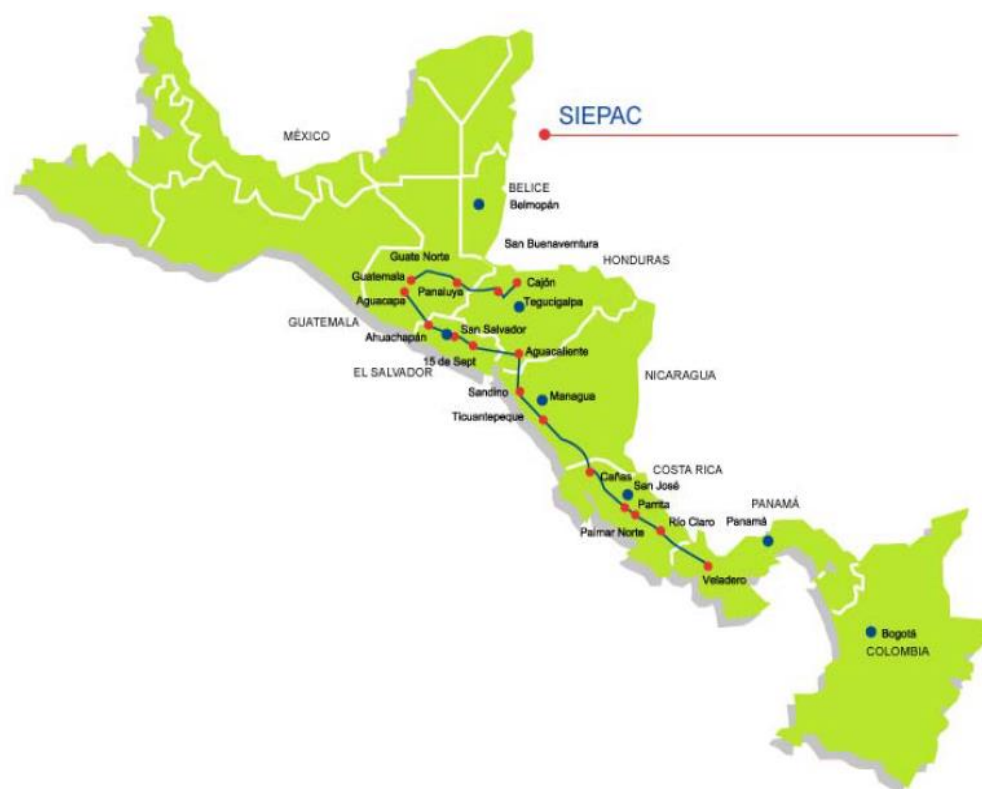 SIEPAC
MÉXICO
BELICE
Belmopán
San Buenaverntura
Guate Norte
HONDURAS
Guatemala
Panaluya
Cajón
Aguacapa
Tegucigalpa
GUATEMALA
Ahuachapán
San Salvador
15 de Sept
Aguacaliente
EL SALVADOR
NICARAGUA
Sandino
Managua
Ticuantepeque
COSTA RICA
Cañas
San José
Parrita
PANAMÁ
Río Claro
Panamá
Palmar Norte
Veladero
Bogotá
COLOMBIA